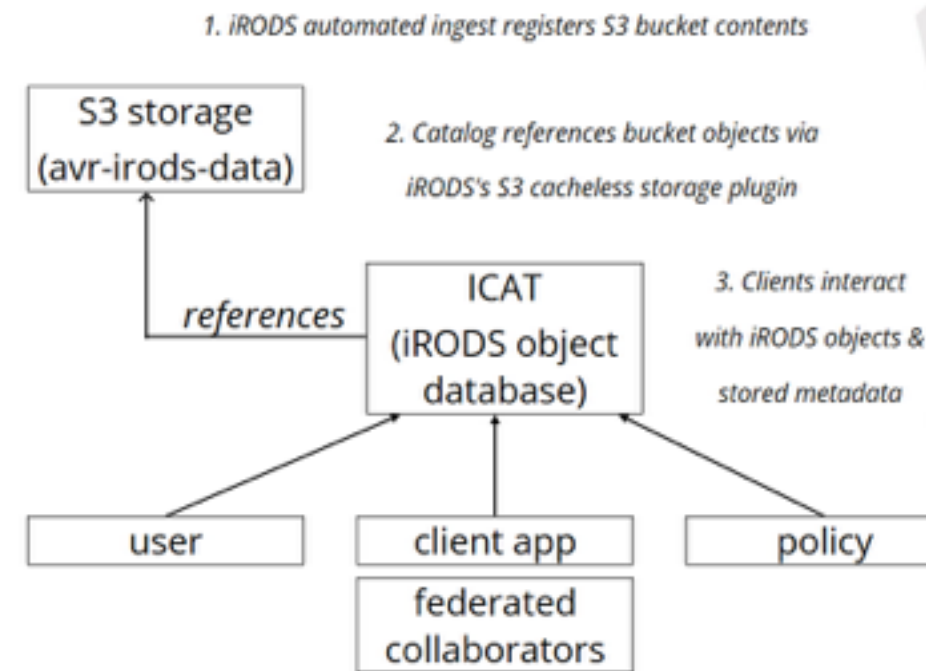 1. iRODS automated ingest registers S3 bucket contents
S3 storage
(avr-irods-data)
2. Catalog references bucket objects via
iRODS's S3 cacheless storage plugin
ICAT
(iRODS object
database)
references
3. Clients interact
with iRODS objects &
stored metadata
user
client app
policy
federated
collaborators